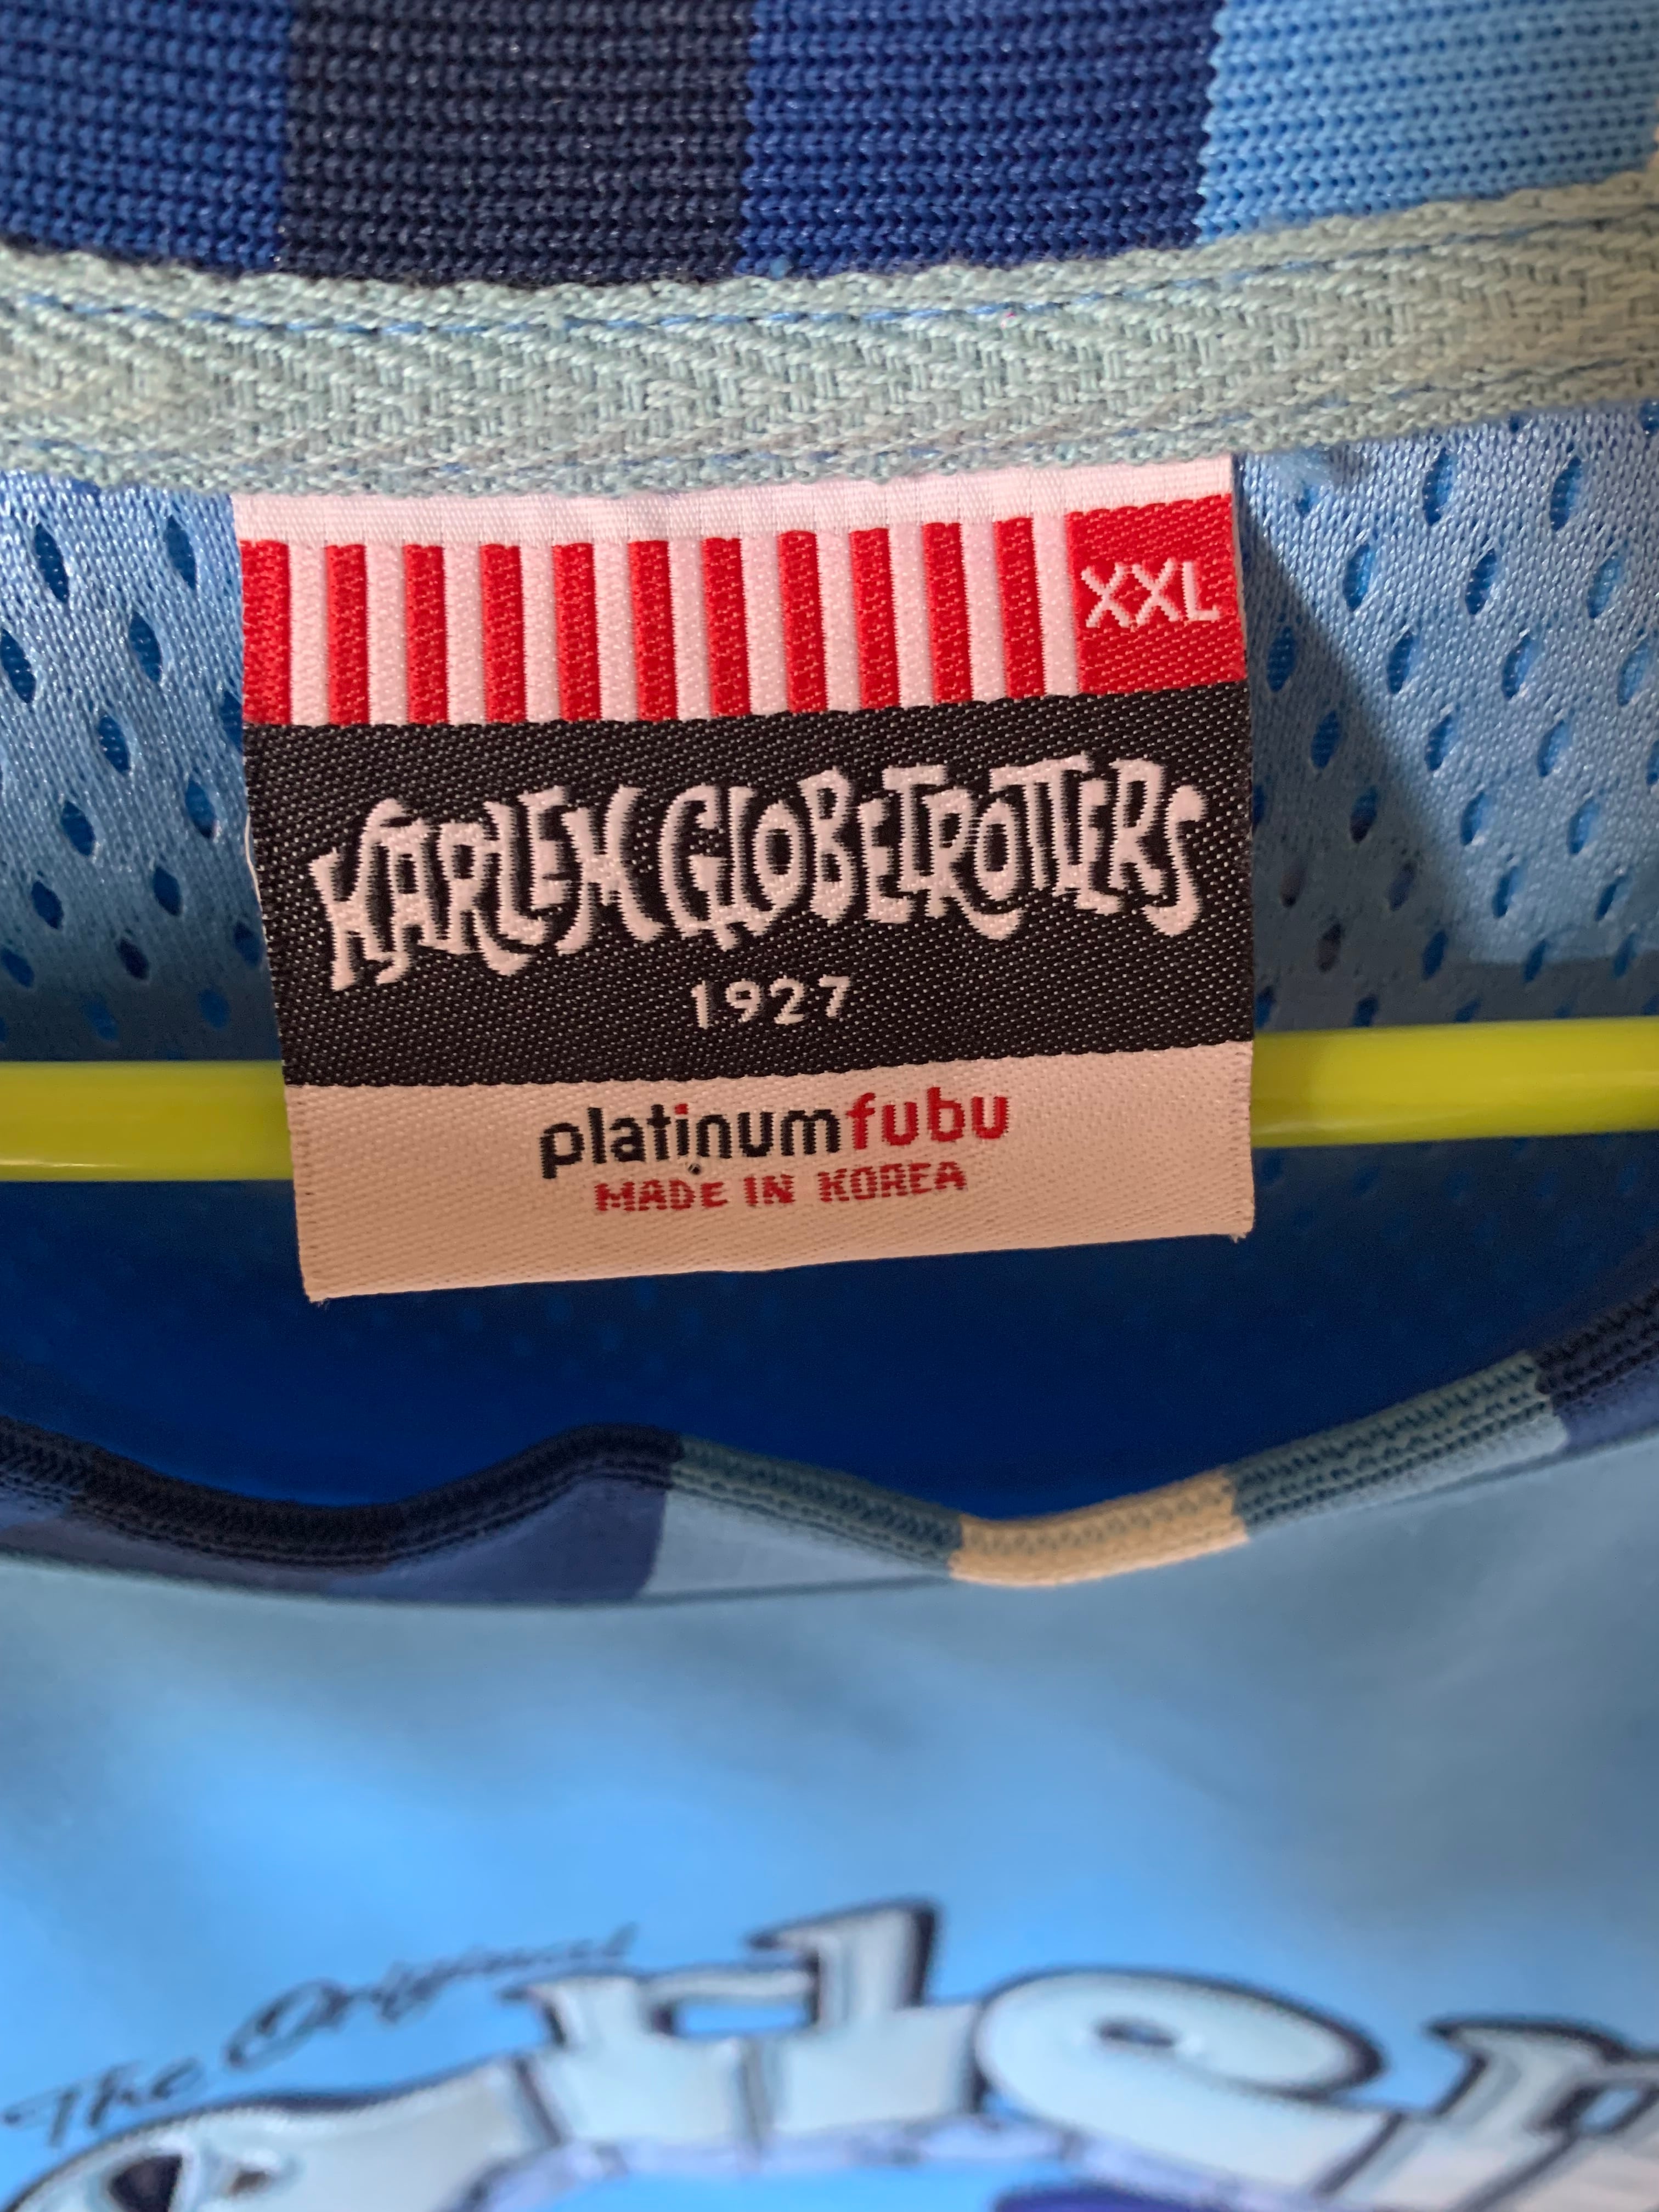 XXL
HARLEM GLOBETROTTERS
1927
platinumfubu
MADE IN KOREA
The Original